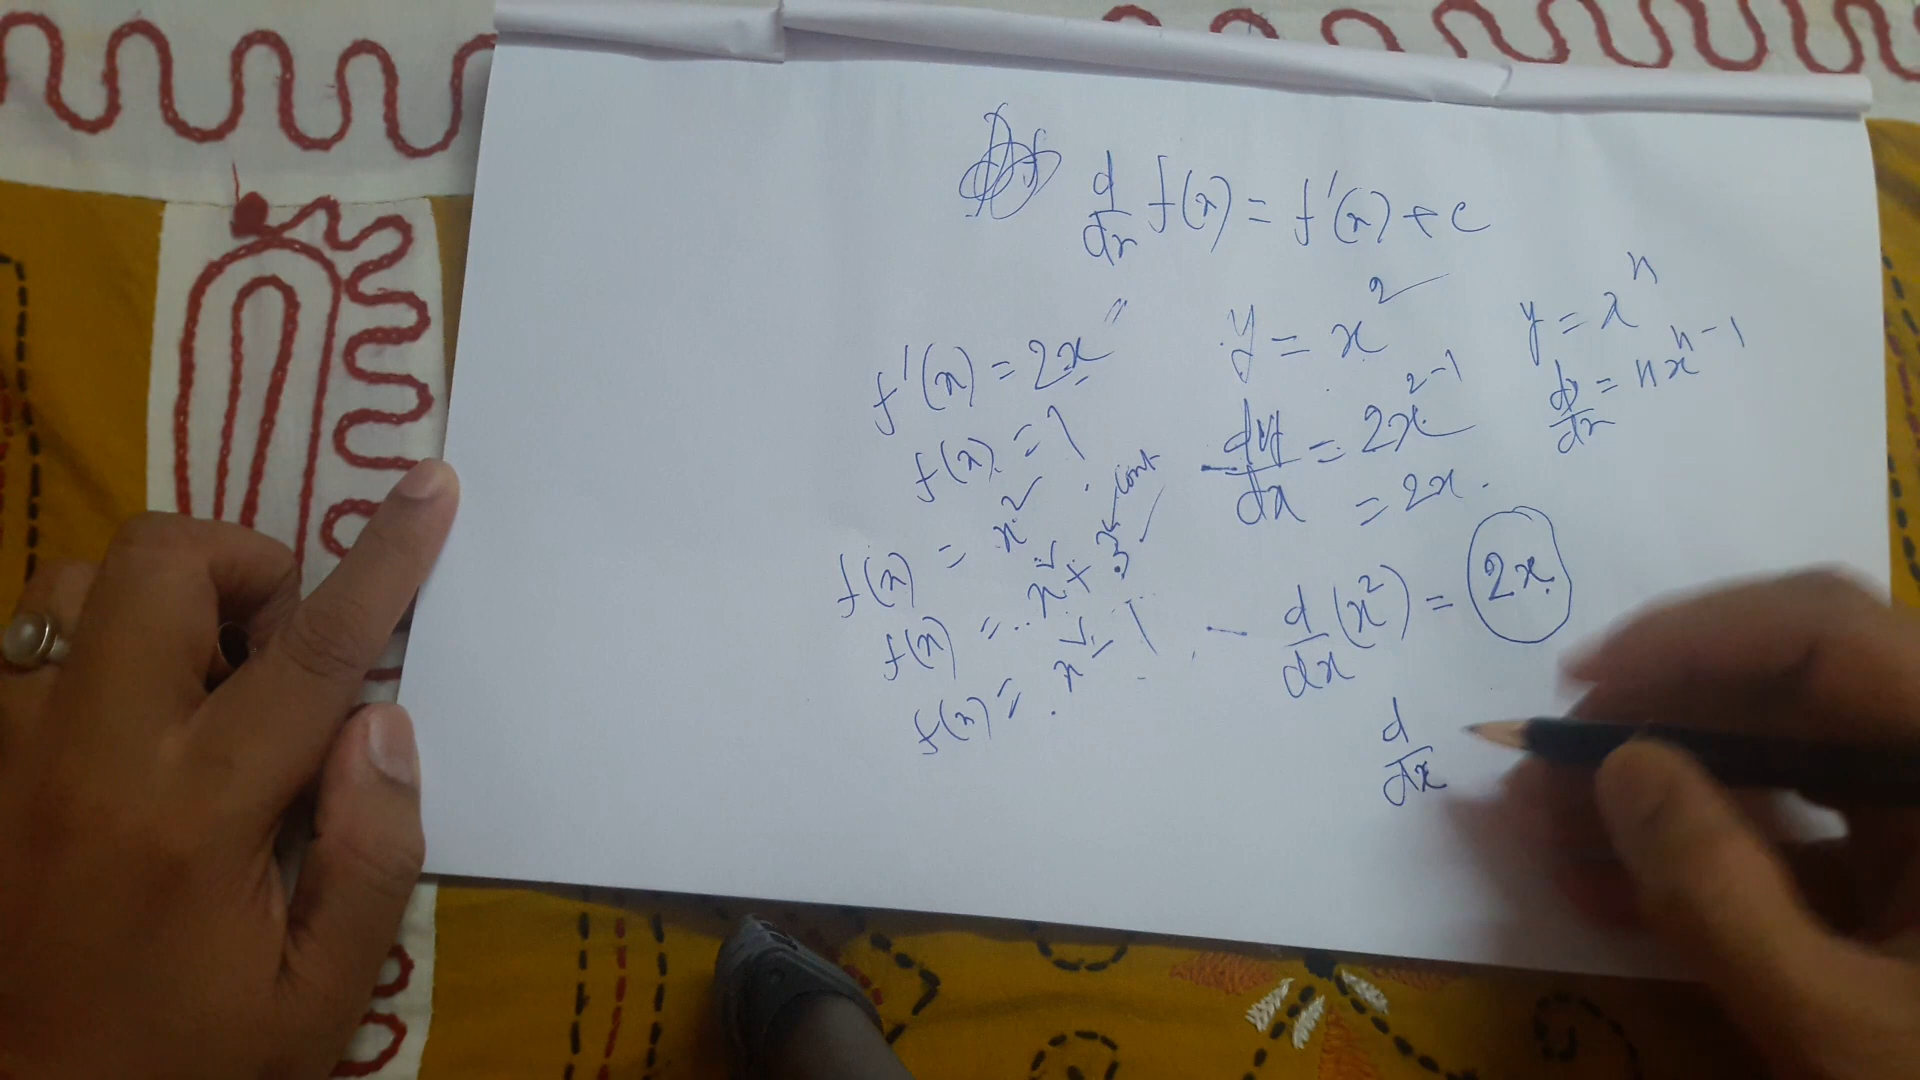 d/dx f(x) = f'(x) + c
f'(x) = 2x
f(x) = ?
f(x) = x²
f(x) = x² + 3 ← const
f(x) = x² - 1
y = x²
dy/dx = 2x²⁻¹
= 2x.
d/dx (x²) = 2x
d/dx
y = xⁿ
dy/dx = nxⁿ⁻¹